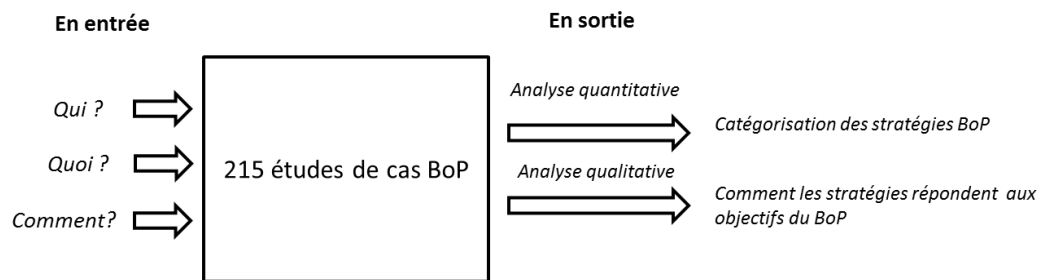 En entrée
En sortie
Qui ?
Quoi ?
Comment?
215 études de cas BoP
Analyse quantitative
Catégorisation des stratégies BoP
Analyse qualitative
Comment les stratégies répondent aux
objectifs du BoP